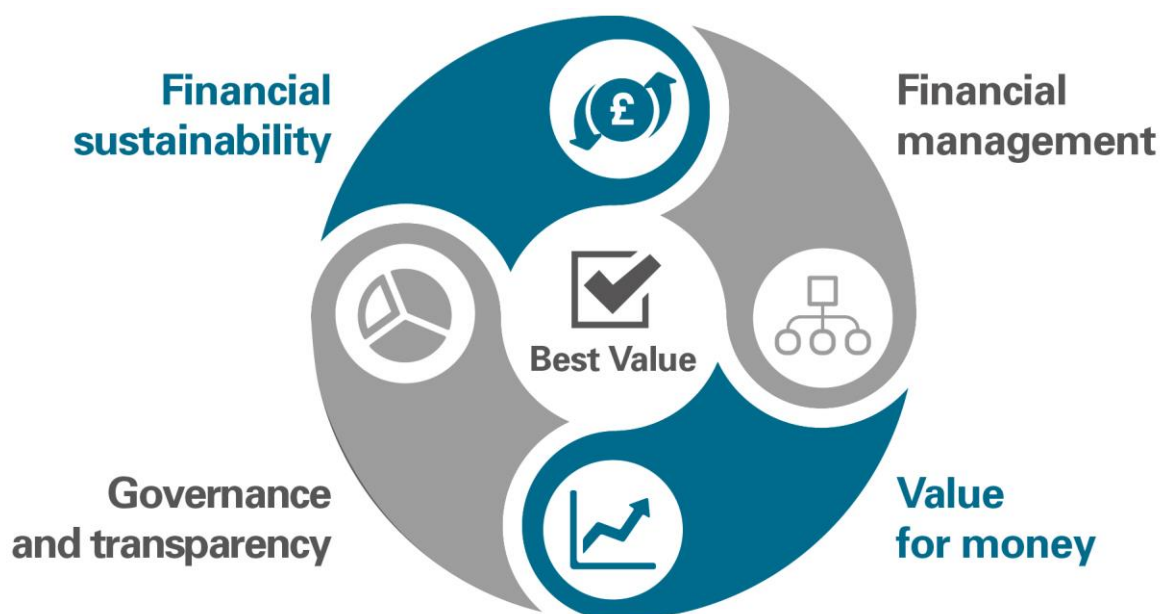 Financial
sustainability
£
Financial
management
Best Value
Governance
and transparency
Value
for money